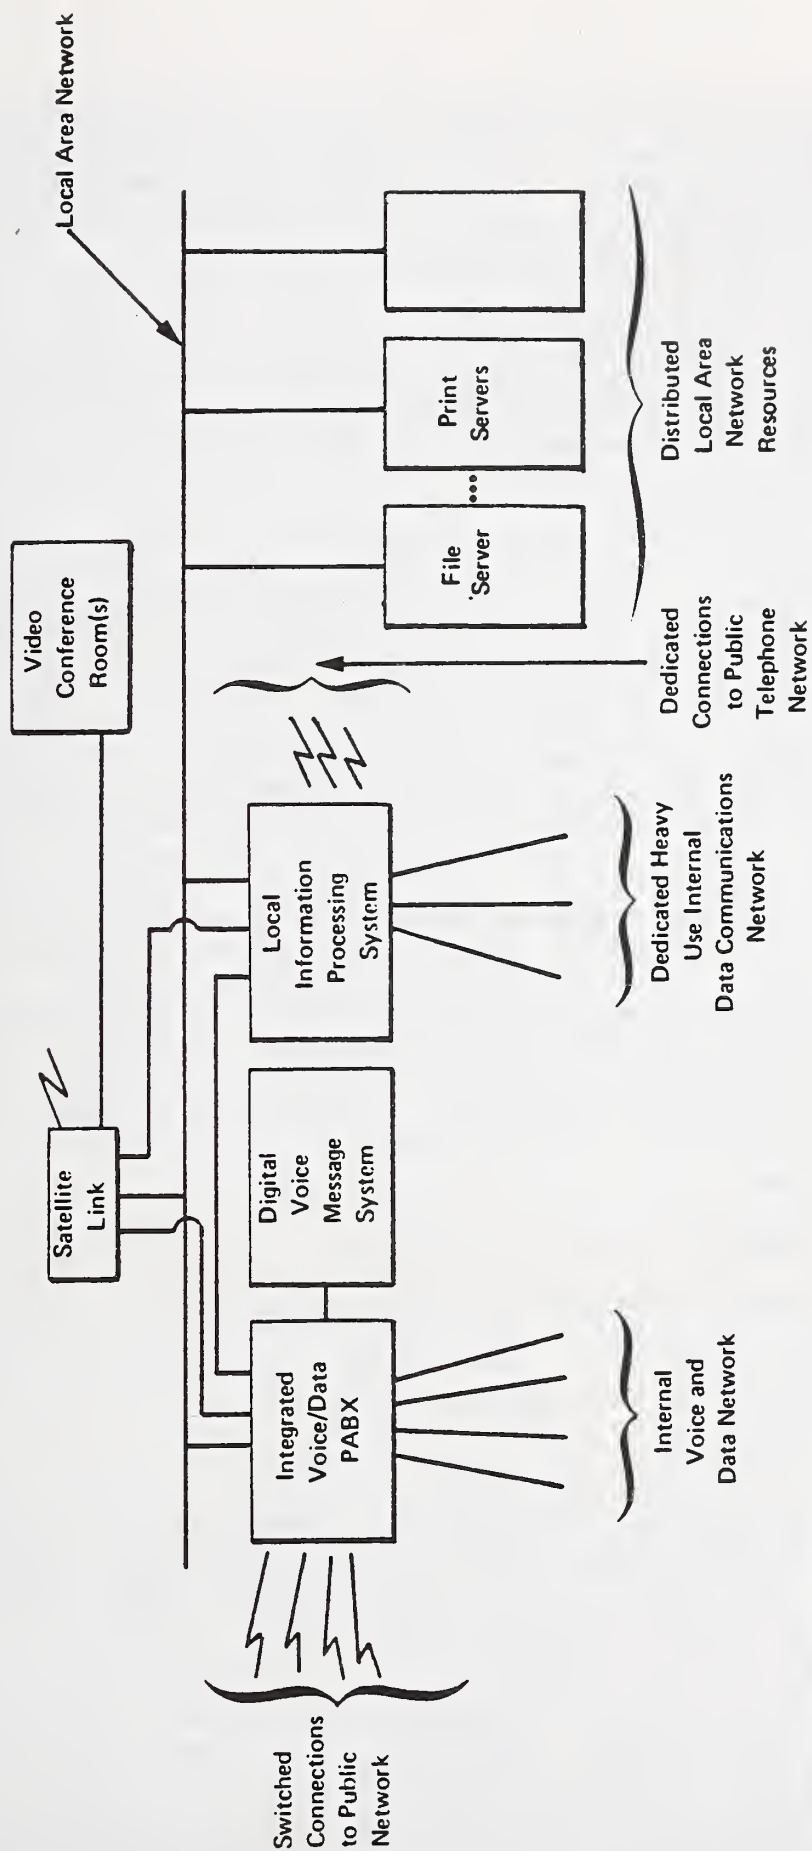 Local Area Network
Video
Conference
Room(s)
Satellite
Link
Switched
Connections
to Public
Network
Integrated
Voice/Data
PABX
Digital
Voice
Message
System
Local
Information
Processing
System
File
Server
•••
Print
Servers
Internal
Voice and
Data Network
Dedicated Heavy
Use Internal
Data Communications
Network
Dedicated
Connections
to Public
Telephone
Network
Distributed
Local Area
Network
Resources